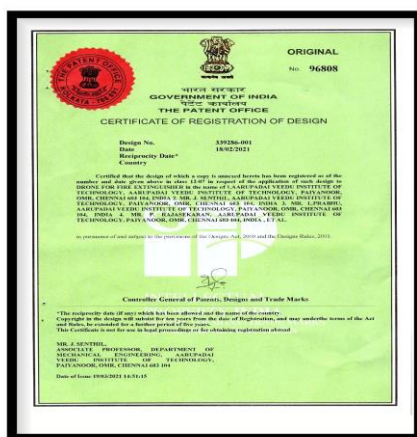 ORIGINAL
No. 96808
THE PATENT OFFICE
भारत सरकार
GOVERNMENT OF INDIA
पेटेंट कार्यालय
THE PATENT OFFICE
CERTIFICATE OF REGISTRATION OF DESIGN
Design No. 339286-001
Date 18/02/2021
Reciprocity Date*
Country
Certified that the design of which a copy is annexed hereto has been registered as of the
number and date given above in class 12-07 in respect of the application of such design to
DRONE FOR FIRE EXTINGUISHER in the name of 1.AARUPADAI VEEDU INSTITUTE OF
TECHNOLOGY, AARUPADAI VEEDU INSTITUTE OF TECHNOLOGY, PAIYANOOR,
OMR, CHENNAI 603 104, INDIA 2. MR. J. SENTHIL, AARUPADAI VEEDU INSTITUTE OF
TECHNOLOGY, PAIYANOOR, OMR, CHENNAI 603 104, INDIA 3. MR. L.PRABHU,
AARUPADAI VEEDU INSTITUTE OF TECHNOLOGY, PAIYANOOR, OMR, CHENNAI 603
104, INDIA 4. MR. P. RAJASEKARAN, AARUPADAI VEEDU INSTITUTE OF
TECHNOLOGY, PAIYANOOR, OMR, CHENNAI 603 104, INDIA , ET AL.
in pursuance of and subject to the provisions of the Designs Act, 2000 and the Designs Rules, 2001.
Controller General of Patents, Designs and Trade Marks
*The reciprocity date (if any) which has been allowed and the name of the country.
Copyright in the design will subsist for ten years from the date of Registration, and may under the terms of the Act
and Rules, be extended for a further period of five years.
This Certificate is not for use in legal proceedings or for obtaining registration abroad
MR. J. SENTHIL,
ASSOCIATE PROFESSOR, DEPARTMENT OF
MECHANICAL ENGINEERING, AARUPADAI
VEEDU INSTITUTE OF TECHNOLOGY,
PAIYANOOR, OMR, CHENNAI 603 104
Date of Issue 19/05/2021 14:51:15